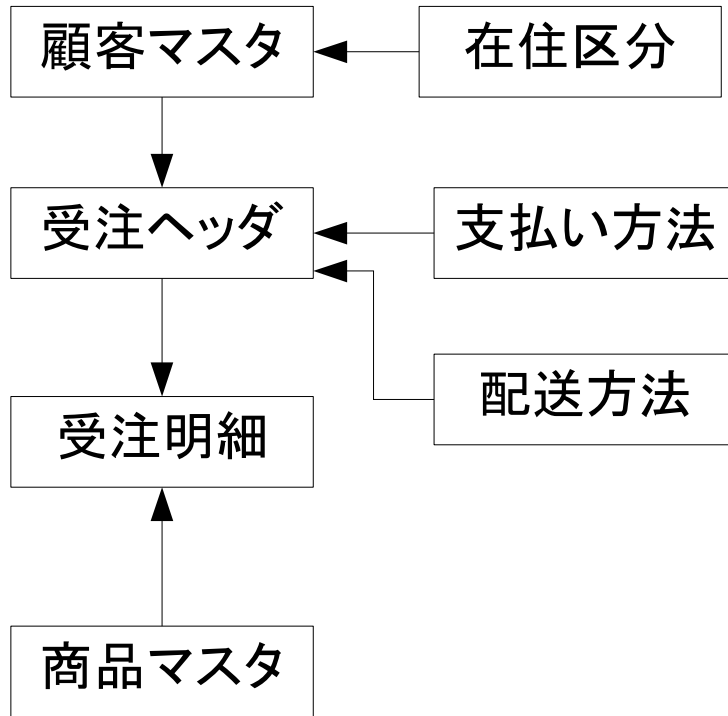 顧客マスタ
在住区分
受注ヘッダ
支払い方法
配送方法
受注明細
商品マスタ